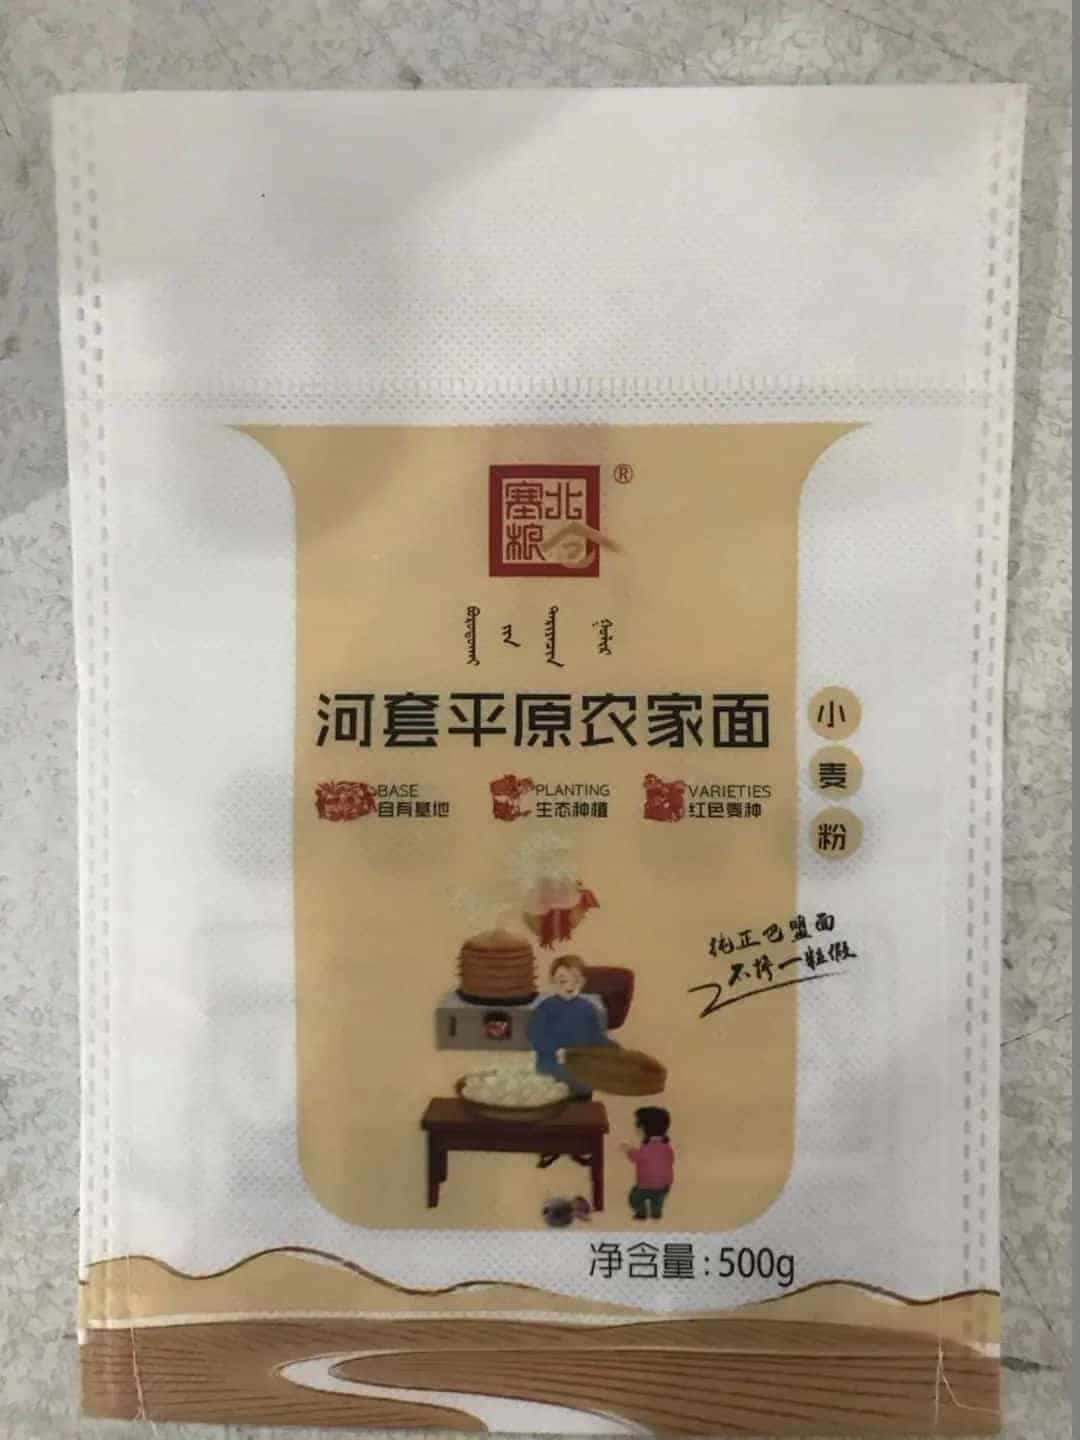 塞北
粮仓
®
河套平原农家面
小麦粉
BASE
自有基地
PLANTING
生态种植
VARIETIES
红色麦种
纯正巴盟面
不掺一粒假
净含量:500g